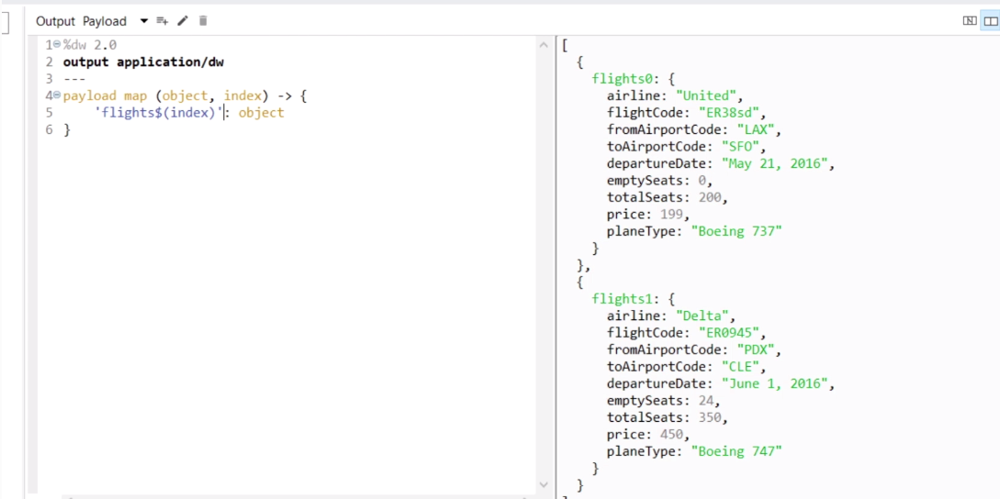 Output Payload
1 %dw 2.0
2 output application/dw
3 ---
4 payload map (object, index) -> {
5 'flights$(index)': object
6 }
[
{
flights0: {
airline: "United",
flightCode: "ER38sd",
fromAirportCode: "LAX",
toAirportCode: "SFO",
departureDate: "May 21, 2016",
emptySeats: 0,
totalSeats: 200,
price: 199,
planeType: "Boeing 737"
}
},
{
flights1: {
airline: "Delta",
flightCode: "ER0945",
fromAirportCode: "PDX",
toAirportCode: "CLE",
departureDate: "June 1, 2016",
emptySeats: 24,
totalSeats: 350,
price: 450,
planeType: "Boeing 747"
}
}